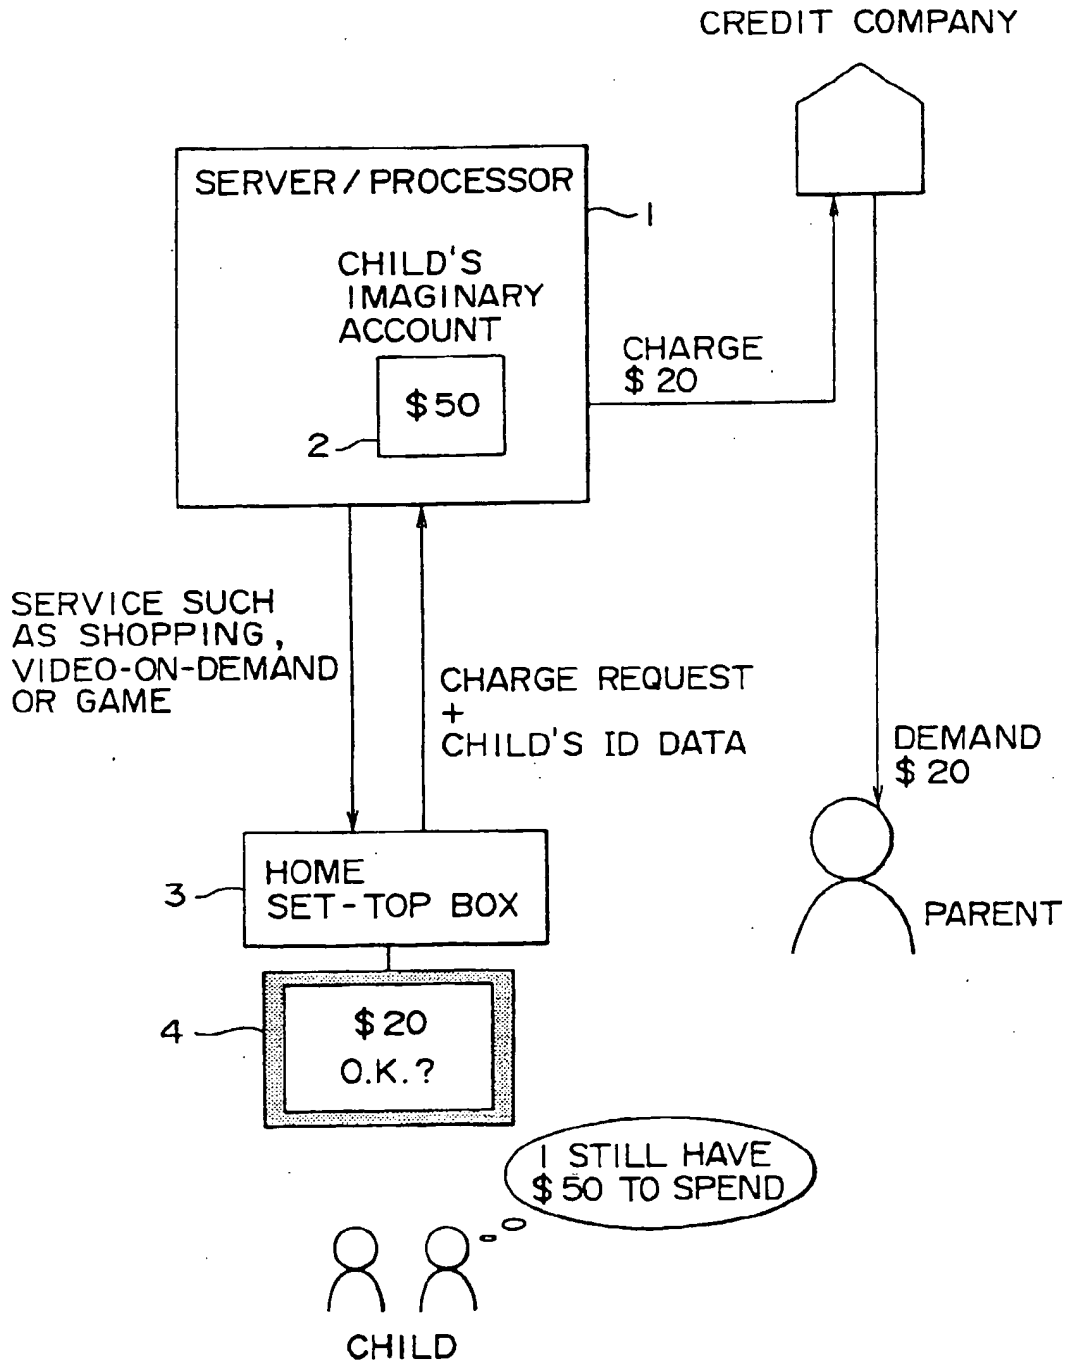 CREDIT COMPANY
SERVER/PROCESSOR
1
CHILD'S
IMAGINARY
ACCOUNT
$50
2
CHARGE
$20
SERVICE SUCH
AS SHOPPING,
VIDEO-ON-DEMAND
OR GAME
CHARGE REQUEST
+
CHILD'S ID DATA
DEMAND
$20
PARENT
3
HOME
SET-TOP BOX
4
$20
O.K.?
I STILL HAVE
$50 TO SPEND
CHILD